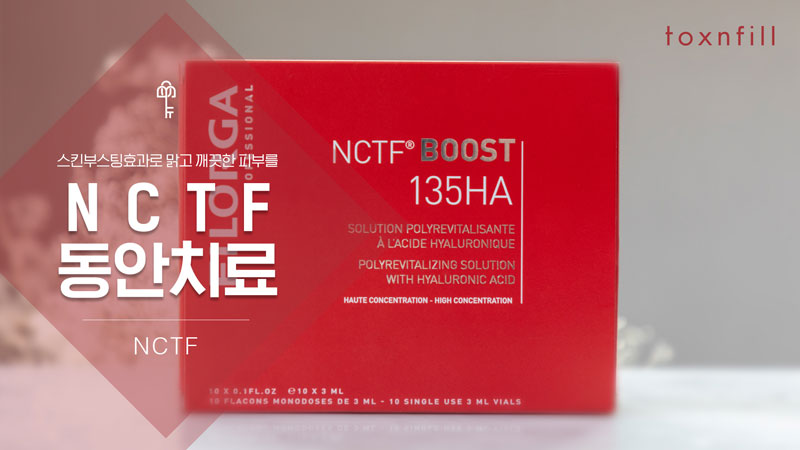 toxnfill
스킨부스팅효과로 맑고 깨끗한 피부를
NCTF
동안치료
NCTF
FILORGA
PROFESSIONAL
NCTF® BOOST
135HA
SOLUTION POLYREVITALISANTE
À L'ACIDE HYALURONIQUE
POLYREVITALIZING SOLUTION
WITH HYALURONIC ACID
HAUTE CONCENTRATION - HIGH CONCENTRATION
10 X 0.1FL.OZ ℮10 X 3 ML
10 FLACONS MONODOSES DE 3 ML - 10 SINGLE USE 3 ML VIALS